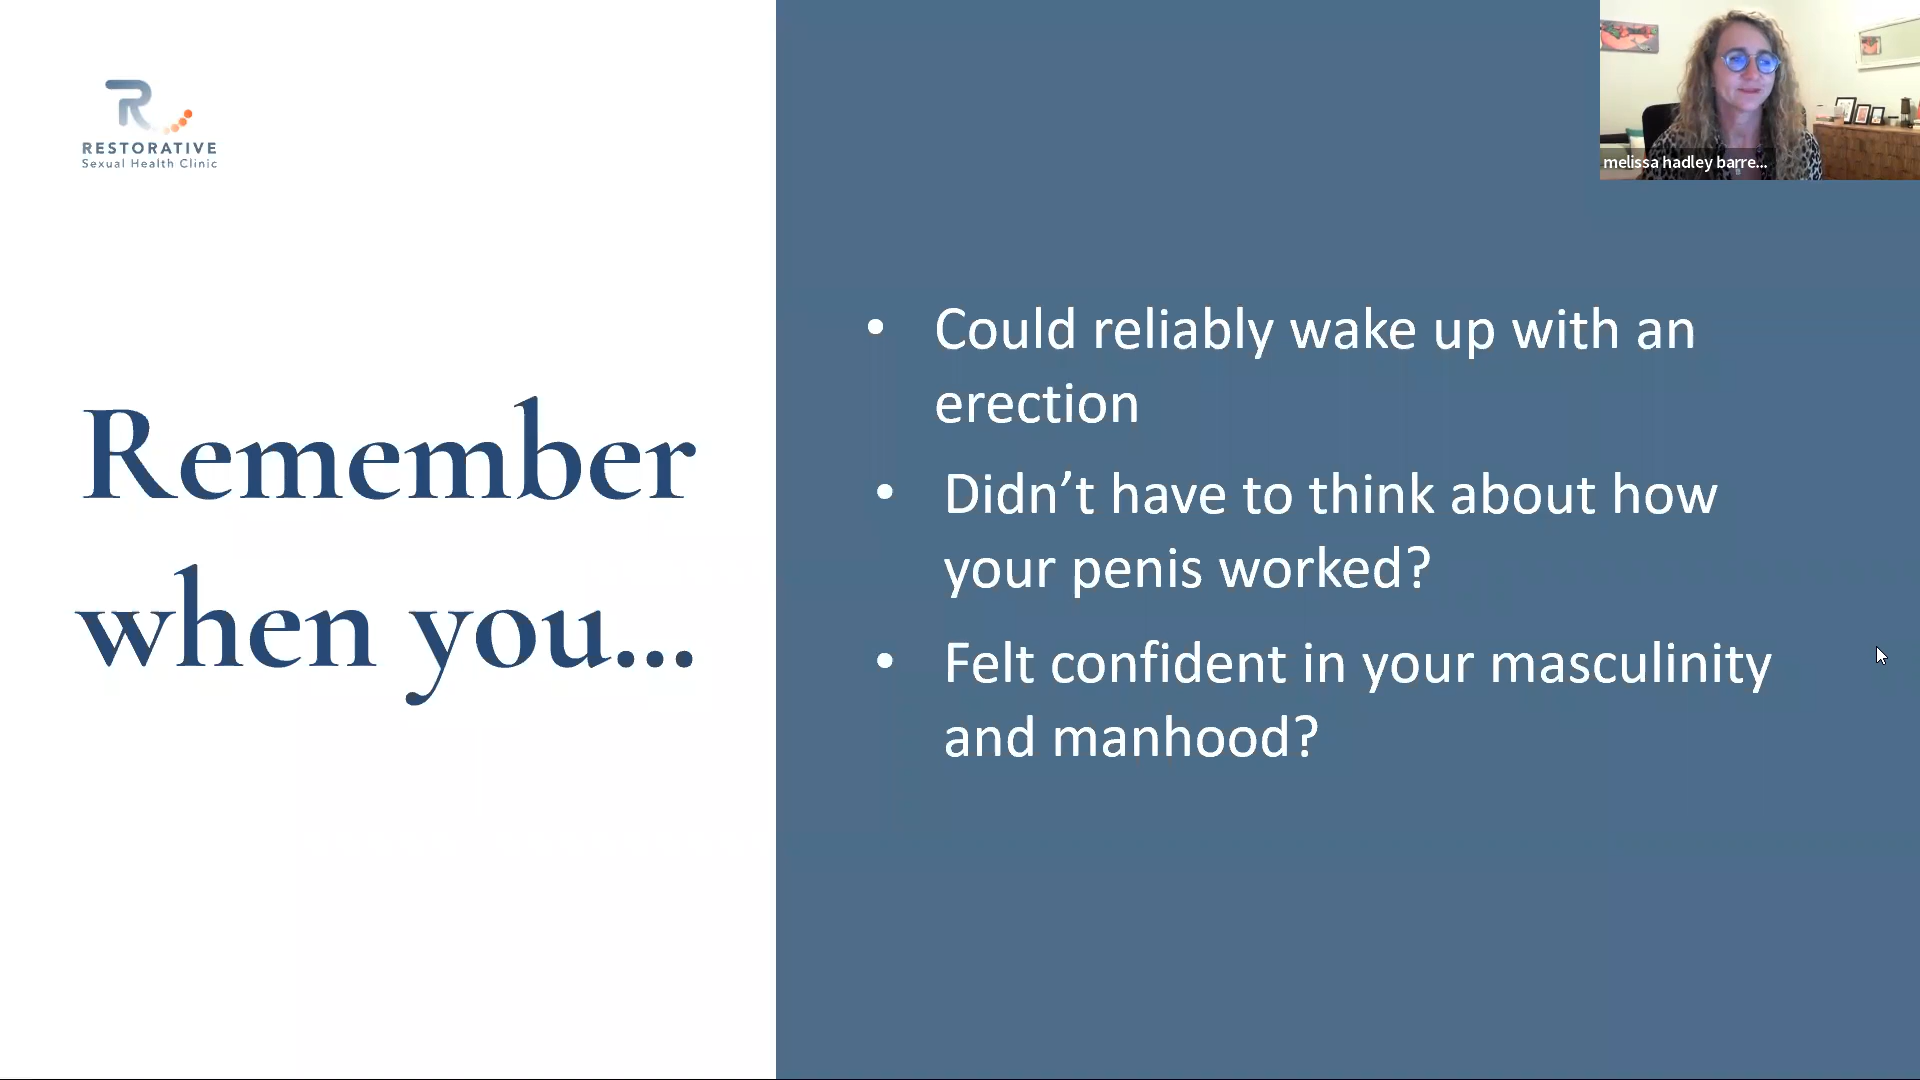 RESTORATIVE
Sexual Health Clinic
Remember
when you...
• Could reliably wake up with an
erection
• Didn’t have to think about how
your penis worked?
• Felt confident in your masculinity
and manhood?
melissa hadley barre...